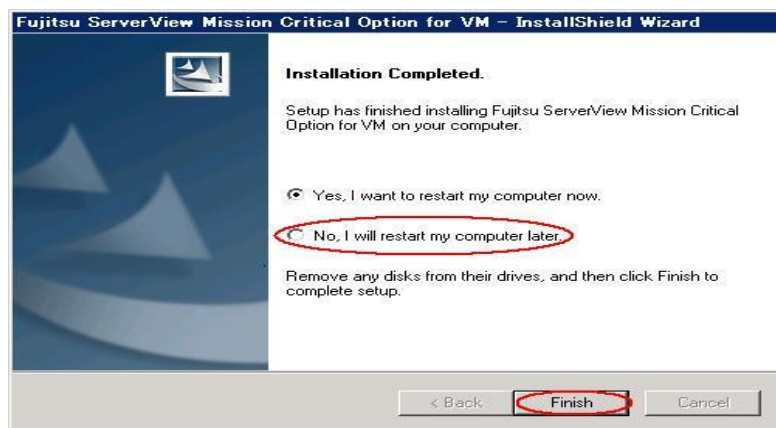 Fujitsu ServerView Mission Critical Option for VM - InstallShield Wizard
Installation Completed.
Setup has finished installing Fujitsu ServerView Mission Critical
Option for VM on your computer.
Yes, I want to restart my computer now.
No, I will restart my computer later.
Remove any disks from their drives, and then click Finish to
complete setup.
< Back
Finish
Cancel